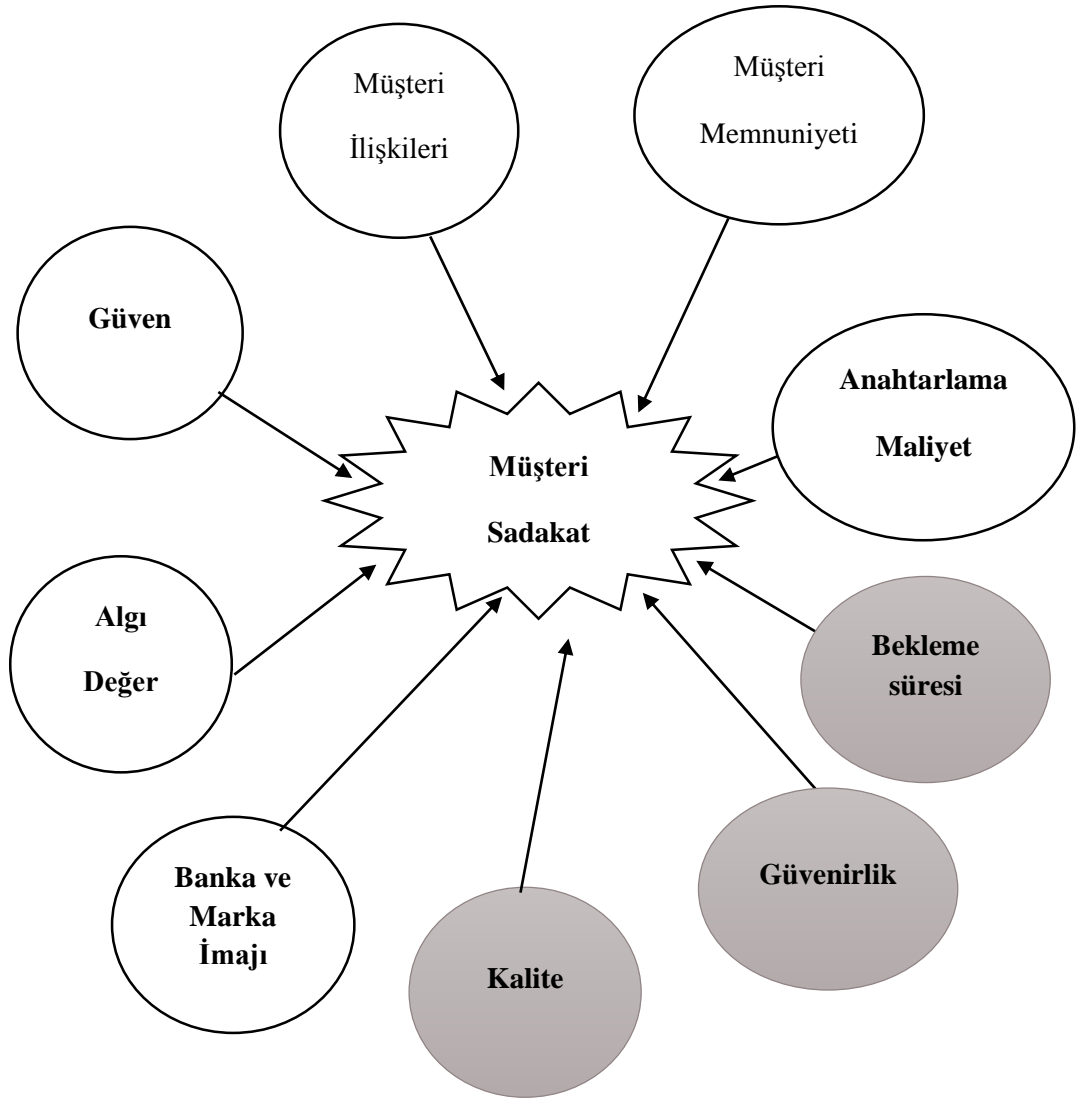 Müşteri
İlişkileri
Müşteri
Memnuniyeti
Güven
Anahtarlama
Maliyet
Müşteri
Sadakat
Algı
Değer
Bekleme
süresi
Banka ve
Marka
İmajı
Kalite
Güvenirlik